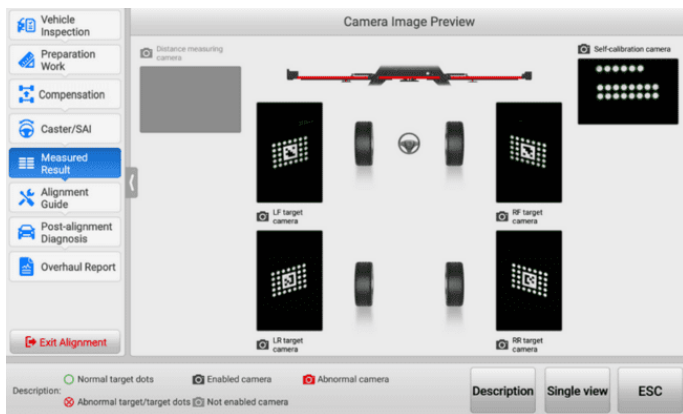 Camera Image Preview
Vehicle
Inspection
Preparation
Work
Compensation
Caster/SAI
Measured
Result
Alignment
Guide
Post-alignment
Diagnosis
Overhaul Report
Exit Alignment
Distance measuring
camera
Self-calibration camera
LF target
camera
RF target
camera
LR target
camera
RR target
camera
Description:
Normal target dots
Enabled camera
Abnormal camera
Abnormal target/target dots
Not enabled camera
Description
Single view
ESC